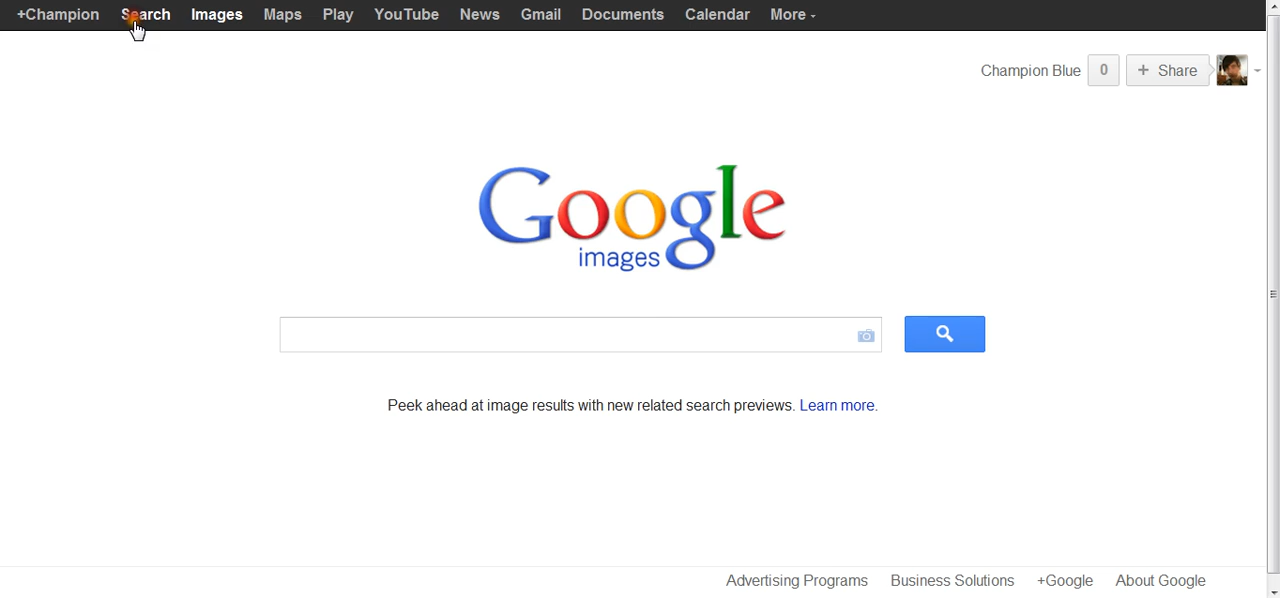 +Champion Search Images Maps Play YouTube News Gmail Documents Calendar More
Champion Blue 0 + Share
Google
images
Peek ahead at image results with new related search previews. Learn more.
Advertising Programs Business Solutions +Google About Google